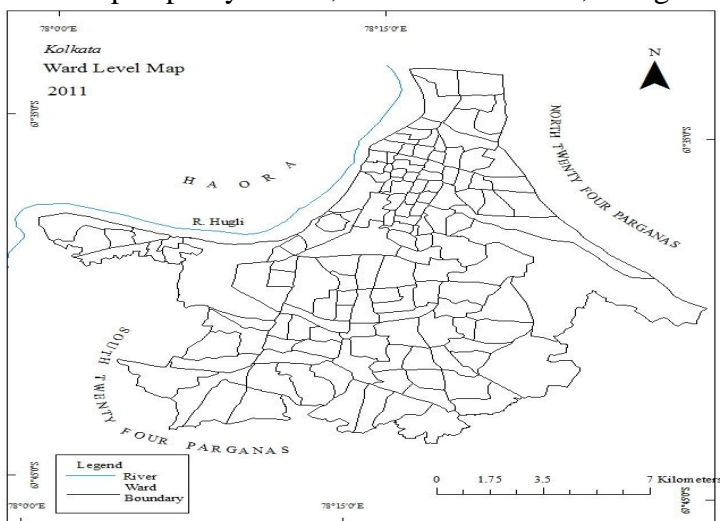 78°0'0"E 78°15'0"E
Kolkata
Ward Level Map
2011
N
HAORA
R. Hugli
NORTH TWENTY FOUR PARGANAS
SOUTH TWENTY FOUR PARGANAS
Legend
River
Ward
Boundary
0 1.75 3.5 7 Kilometers
78°0'0"E 78°15'0"E